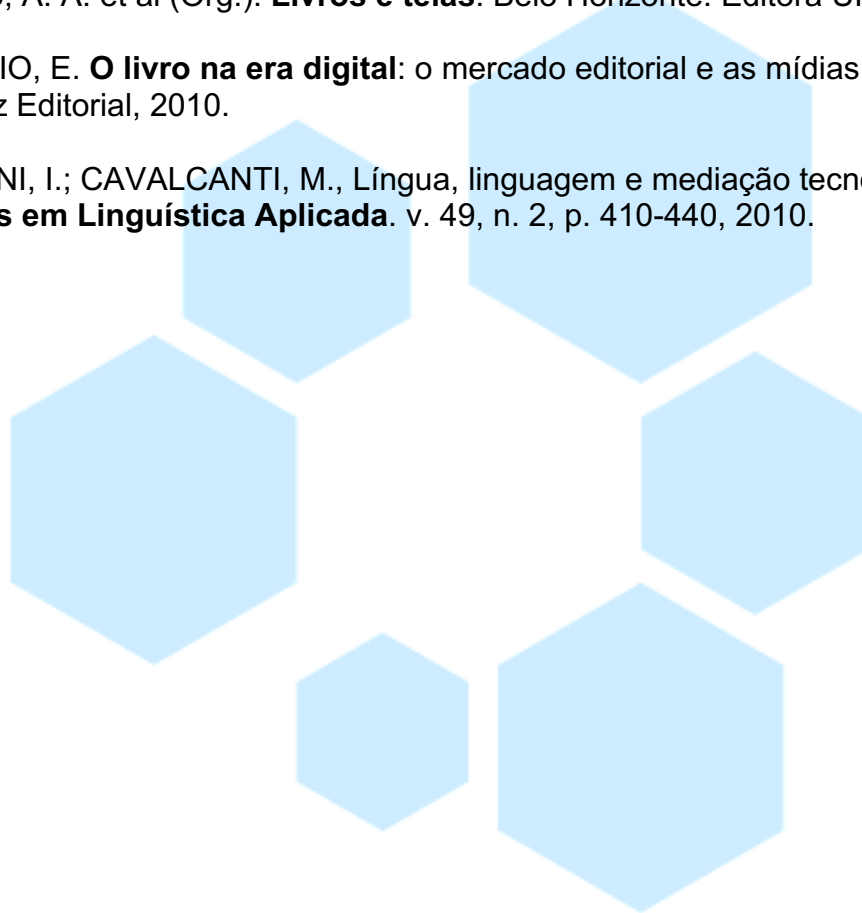 A. A. et al (Org.). Livros e telas. Belo Horizonte: Editora
IO, E. O livro na era digital: o mercado editorial e as mídias
z Editorial, 2010.
NI, I.; CAVALCANTI, M., Língua, linguagem e mediação tecn
s em Linguística Aplicada. v. 49, n. 2, p. 410-440, 2010.